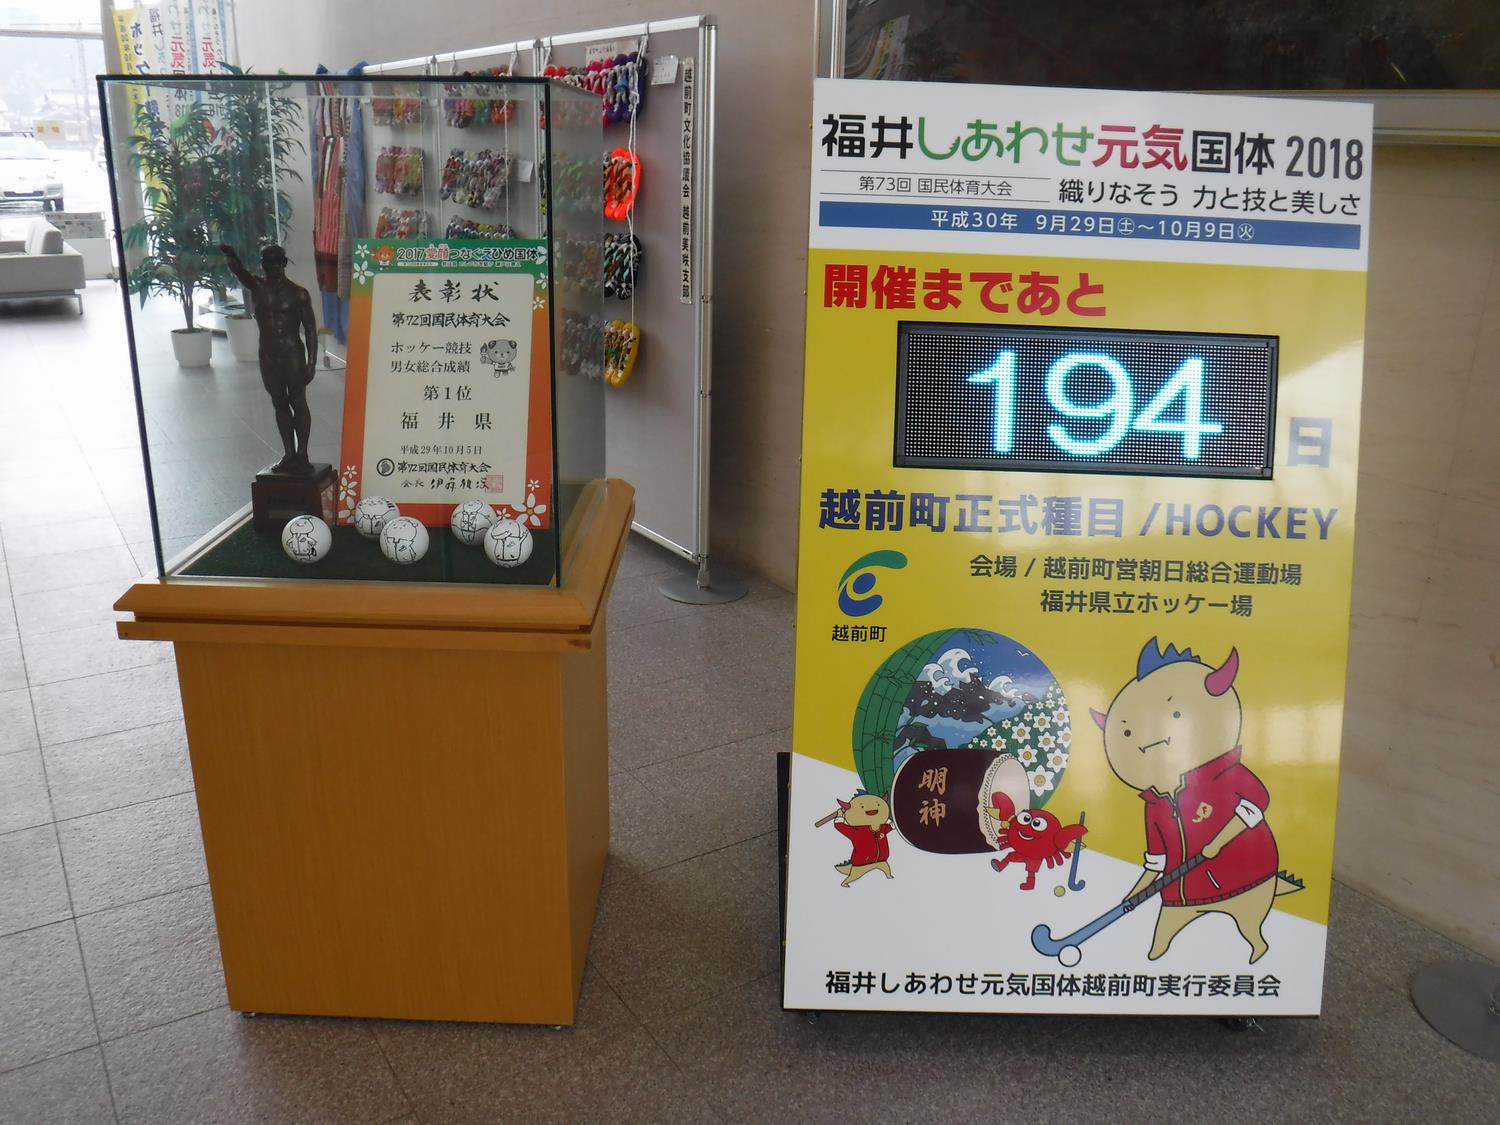 福井しあわせ元気国体 2018
第73回 国民体育大会
織りなそう 力と技と美しさ
平成30年 9月29日㊏～10月9日㊋
開催まであと
194
日
越前町正式種目 /HOCKEY
会場 / 越前町営朝日総合運動場
福井県立ホッケー場
越前町
明神
福井しあわせ元気国体越前町実行委員会
2017愛顔つなぐえひめ国体
表彰状
第72回国民体育大会
ホッケー競技
男女総合成績
第1位
福井県
平成29年10月5日
第72回国民体育大会
会長
越前町文化協議会 越前美咲支部